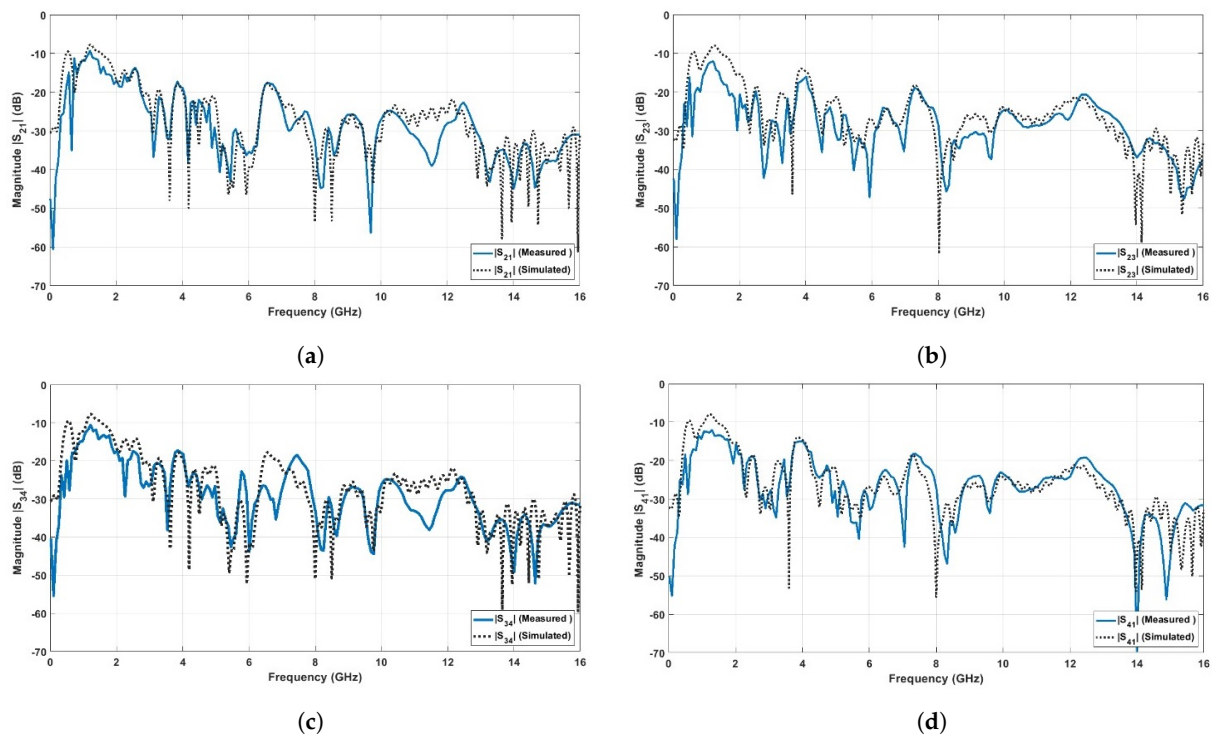 0
-10
-20
-30
-40
-50
-60
-70
Magnitude |S21| (dB)
|S21| (Measured )
|S21| (Simulated)
0 2 4 6 8 10 12 14 16
Frequency (GHz)
(a)
0
-10
-20
-30
-40
-50
-60
-70
Magnitude |S23| (dB)
|S23| (Measured )
|S23| (Simulated)
0 2 4 6 8 10 12 14 16
Frequency (GHz)
(b)
0
-10
-20
-30
-40
-50
-60
-70
Magnitude |S34| (dB)
|S34| (Measured )
|S34| (Simulated)
0 2 4 6 8 10 12 14 16
Frequency (GHz)
(c)
0
-10
-20
-30
-40
-50
-60
-70
Magnitude |S41| (dB)
|S41| (Measured )
|S41| (Simulated)
0 2 4 6 8 10 12 14 16
Frequency (GHz)
(d)